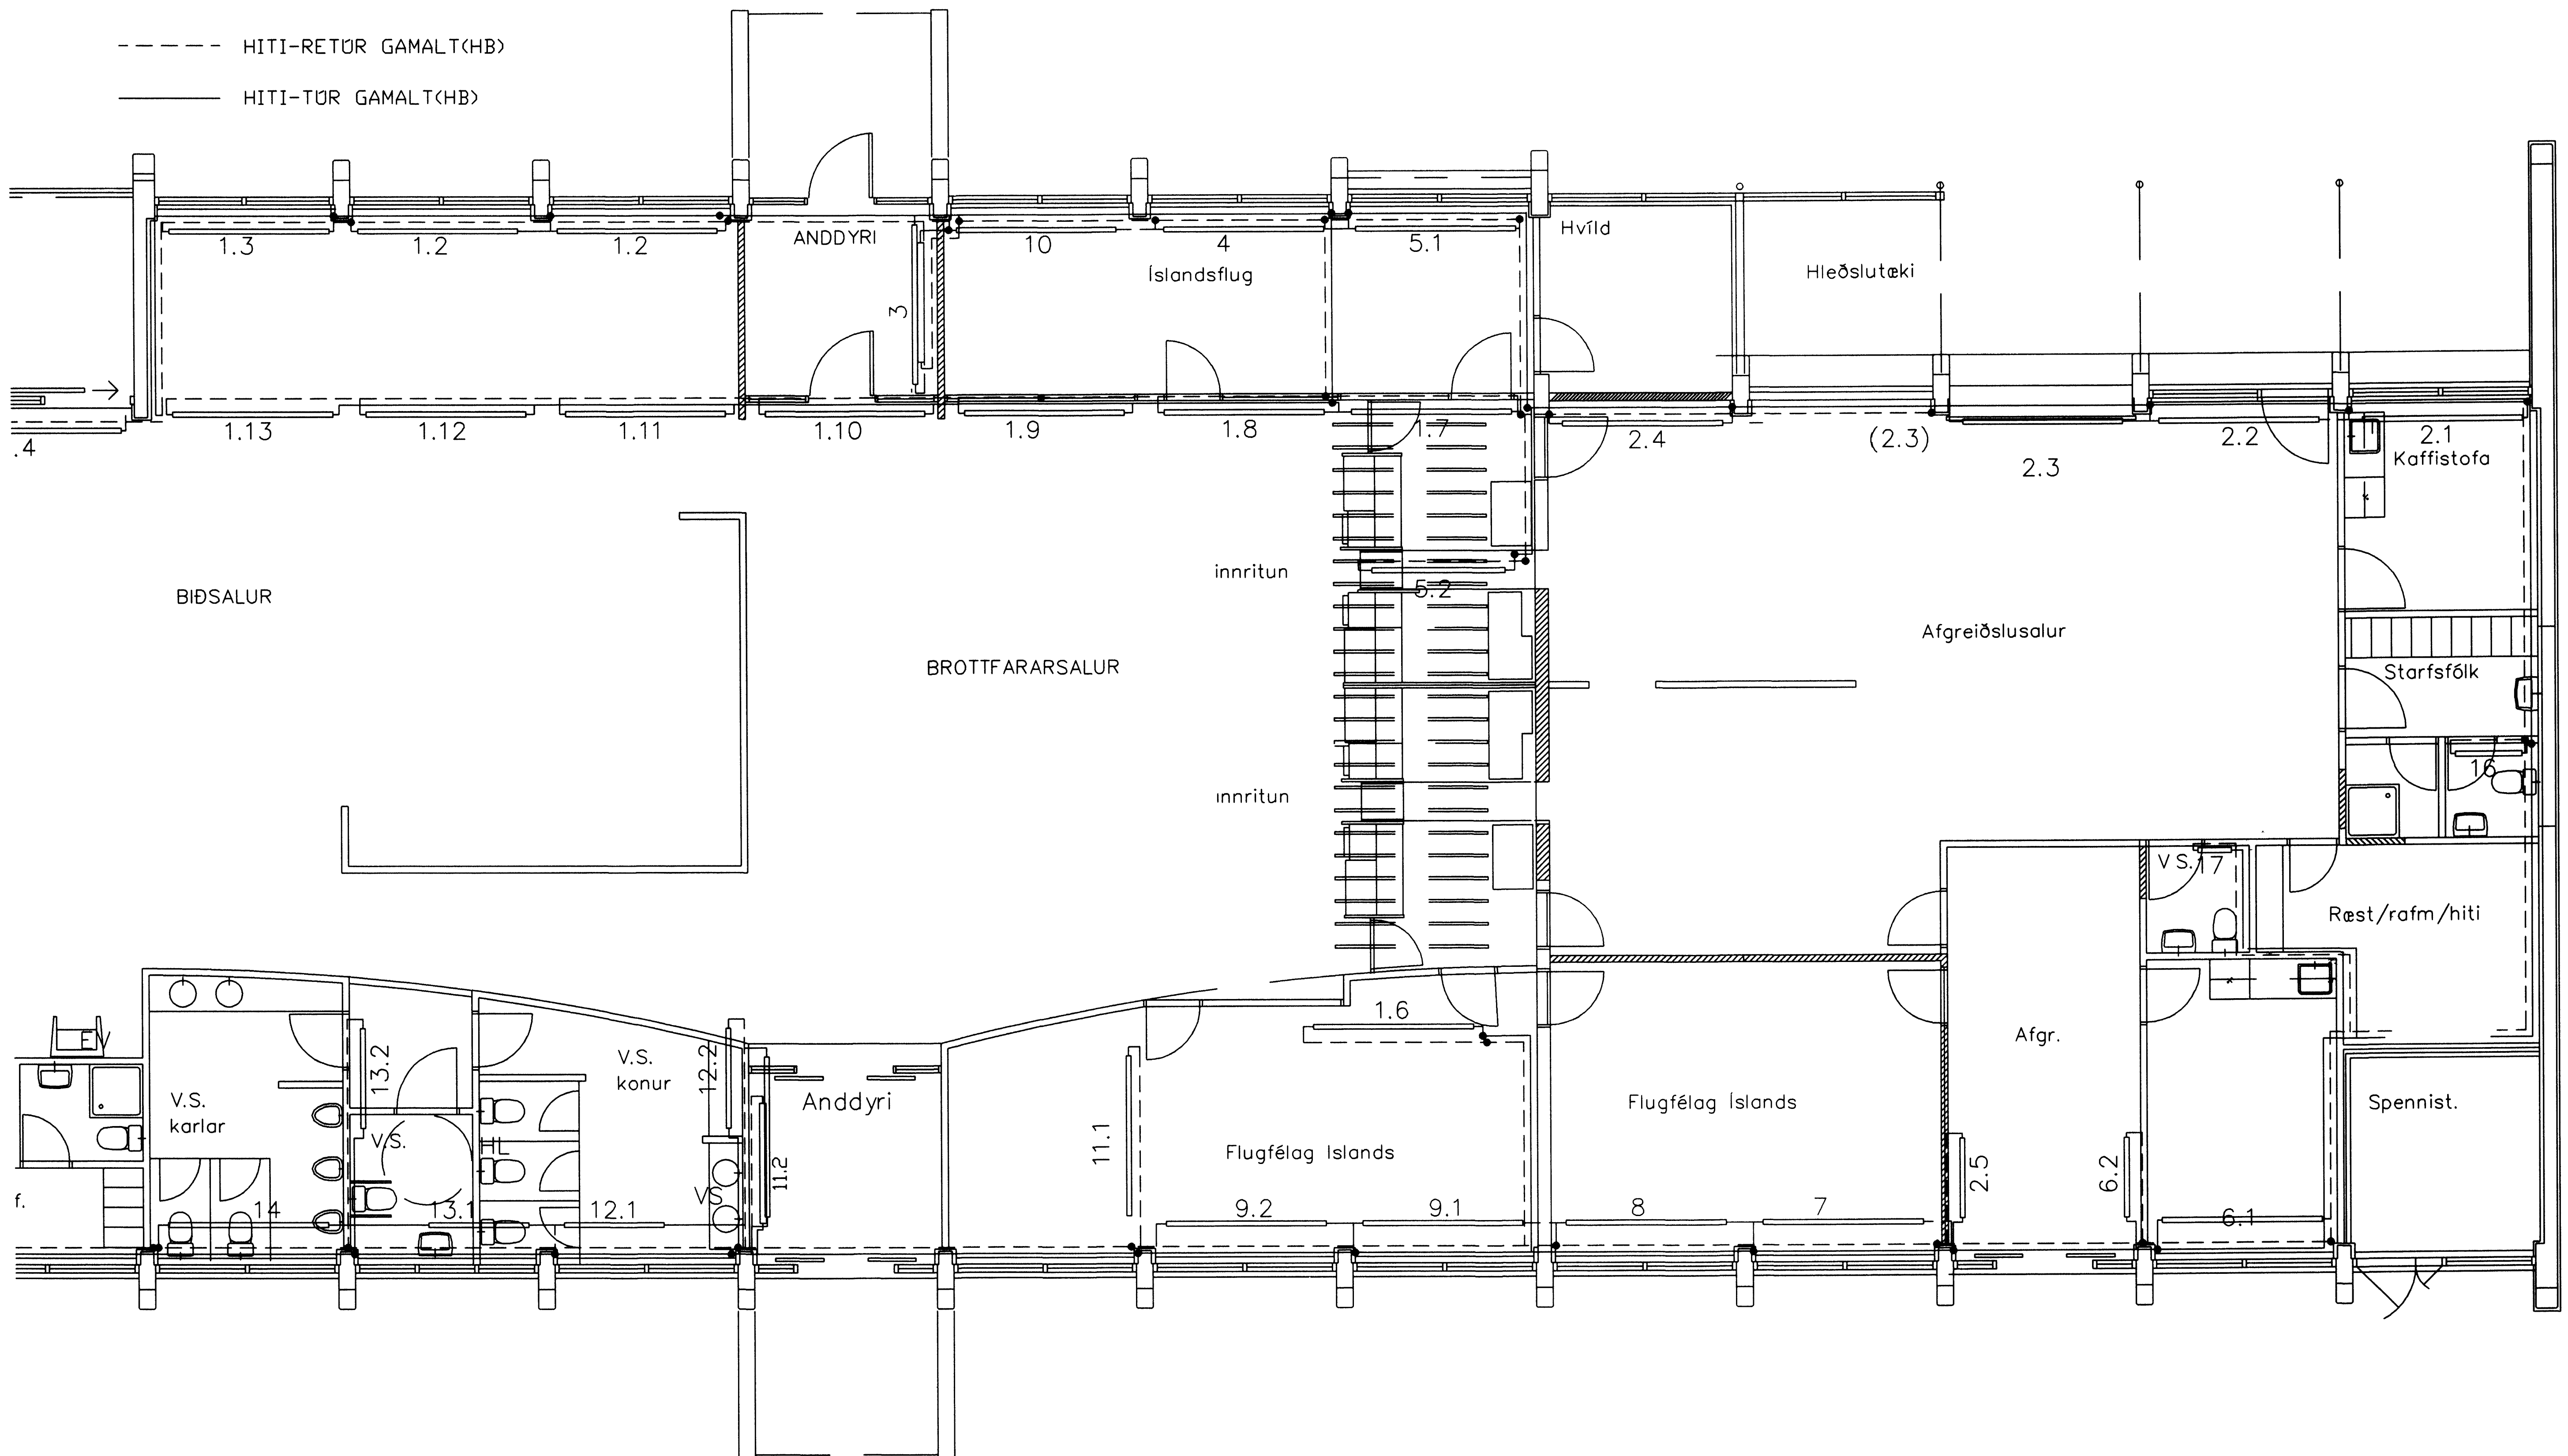 HITI-RETÚR GAMALT(HB)
HITI-TÚR GAMALT(HB)
1.3
1.2
1.2
ANDDYRI
10
4
5.1
Hvíld
Íslandsflug
Hleðslutæki
3
1.13
1.12
1.11
1.10
1.9
1.8
1.7
2.4
(2.3)
2.3
2.2
2.1
Kaffistofa
.4
innritun
5.2
BIÐSALUR
Afgreiðslusalur
BROTTFARARSALUR
Starfsfólk
innritun
16
V S.
17
Ræst/rafm/hiti
1.6
EV
13.2
V.S.
konur
12.2
Anddyri
11.1
Afgr.
V.S.
karlar
V.S.
HL
Flugfélag Íslands
Spennist.
Flugfélag Islands
11.2
2.5
6.2
f.
14
13.1
12.1
VS
9.2
9.1
8
7
6.1